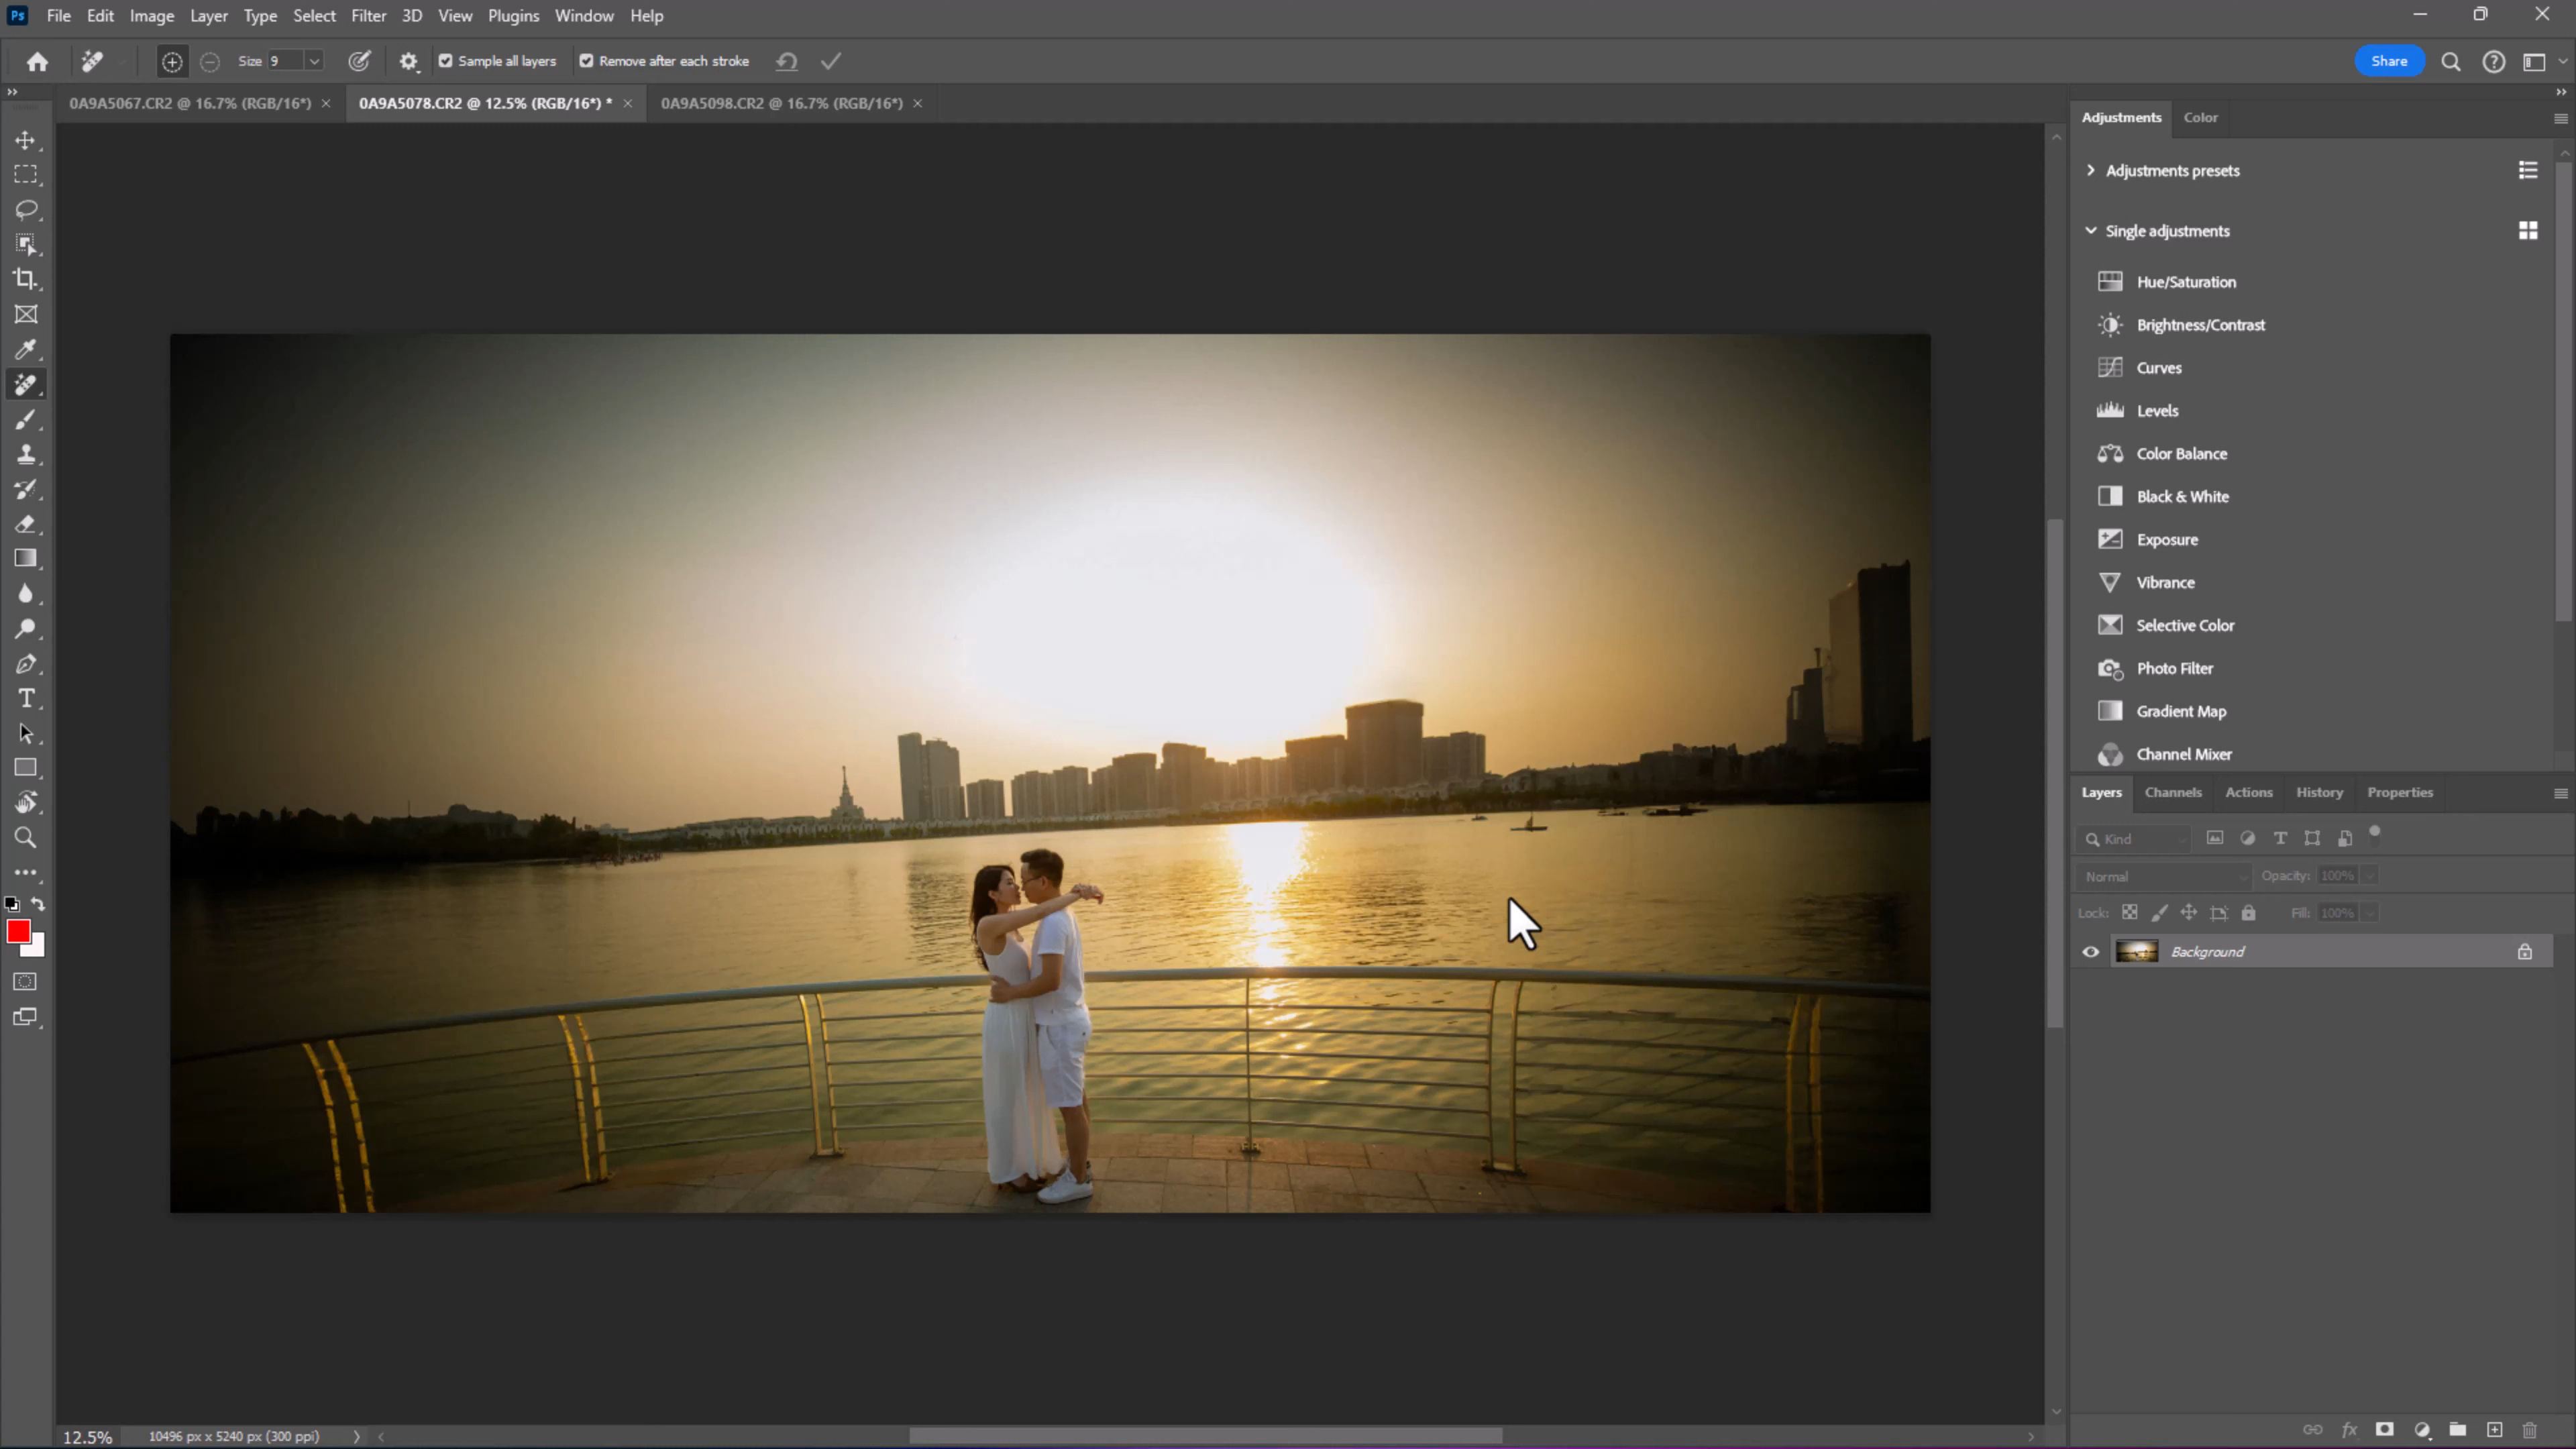 Ps File Edit Image Layer Type Select Filter 3D View Plugins Window Help
Size 9 Sample all layers Remove after each stroke Share
0A9A5067.CR2 @ 16.7% (RGB/16*) × 0A9A5078.CR2 @ 12.5% (RGB/16*) * × 0A9A5098.CR2 @ 16.7% (RGB/16*) ×
Adjustments Color
Adjustments presets
Single adjustments
Hue/Saturation
Brightness/Contrast
Curves
Levels
Color Balance
Black & White
Exposure
Vibrance
Selective Color
Photo Filter
Gradient Map
Channel Mixer
Layers Channels Actions History Properties
Kind
Normal Opacity: 100%
Lock: Fill: 100%
Background
12.5% 10496 px x 5240 px (300 ppi)